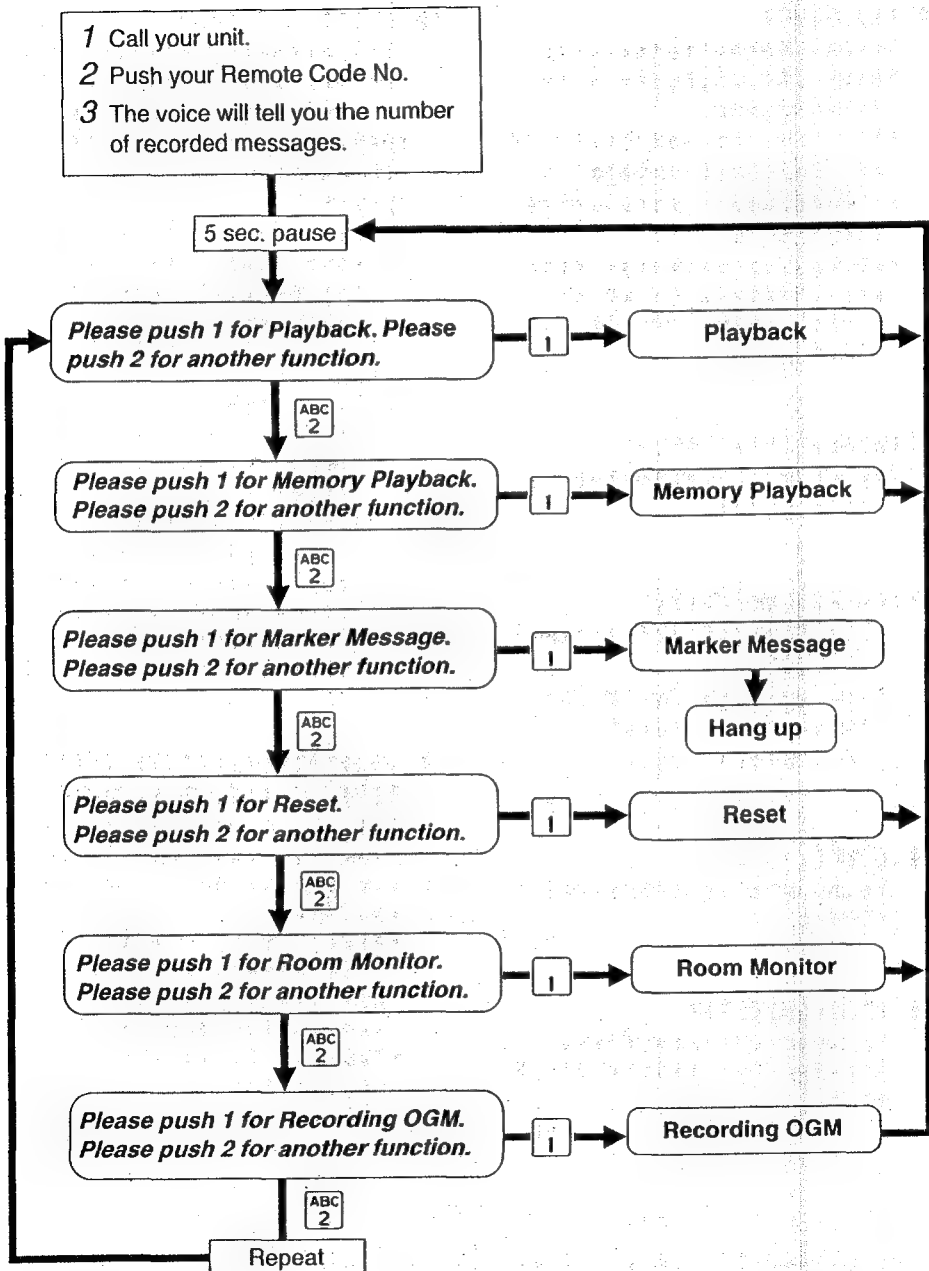 1 Call your unit.
2 Push your Remote Code No.
3 The voice will tell you the number
of recorded messages.
5 sec. pause
Please push 1 for Playback. Please
push 2 for another function.
1
Playback
ABC
2
Please push 1 for Memory Playback.
Please push 2 for another function.
1
Memory Playback
ABC
2
Please push 1 for Marker Message.
Please push 2 for another function.
1
Marker Message
Hang up
ABC
2
Please push 1 for Reset.
Please push 2 for another function.
1
Reset
ABC
2
Please push 1 for Room Monitor.
Please push 2 for another function.
1
Room Monitor
ABC
2
Please push 1 for Recording OGM.
Please push 2 for another function.
1
Recording OGM
ABC
2
Repeat